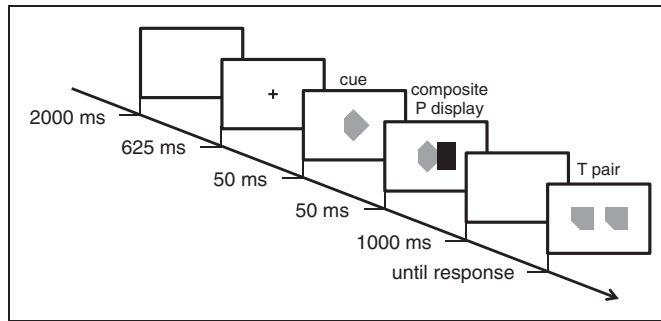 cue
composite
P display
T pair
2000 ms
625 ms
50 ms
50 ms
1000 ms
until response